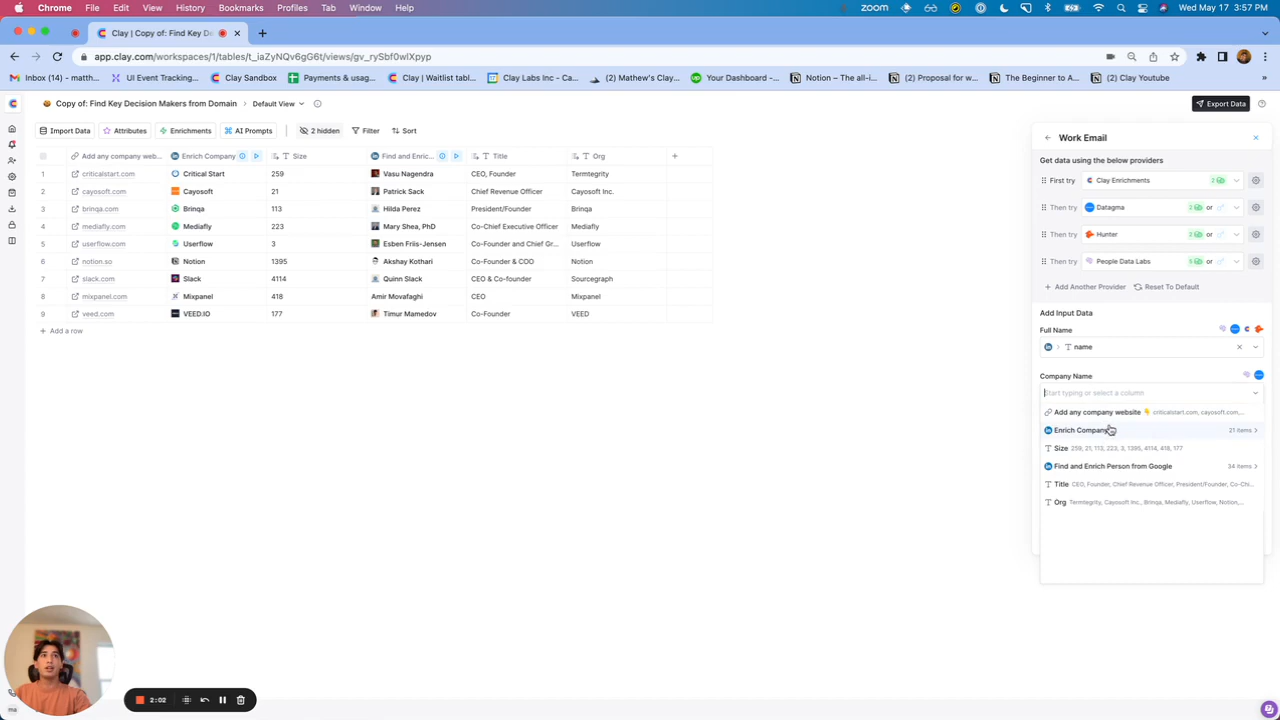 Chrome File Edit View History Bookmarks Profiles Tab Window Help
ZOOM
Wed May 17 3:57 PM
Clay | Copy of: Find Key De
app.clay.com/workspaces/1/tables/t_iaZyNQv6gG6t/views/gv_rySbf0wlXpyp
Inbox (14) - matth...
UI Event Tracking...
Clay Sandbox
Payments & usag...
Clay | Waitlist tabl...
Clay Labs Inc - Ca...
(2) Mathew's Clay...
Your Dashboard -...
Notion – The all-i...
(2) Proposal for w...
The Beginner to A...
(2) Clay Youtube
»
Copy of: Find Key Decision Makers from Domain > Default View
Export Data
Import Data
Attributes
Enrichments
AI Prompts
2 hidden
Filter
Sort
Add any company web...
Enrich Company
Size
Find and Enric...
Title
Org
1 criticalstart.com Critical Start 259 Vasu Nagendra CEO, Founder Termtegrity
2 cayosoft.com Cayosoft 21 Patrick Sack Chief Revenue Officer Cayosoft Inc.
3 brinqa.com Brinqa 113 Hilda Perez President/Founder Brinqa
4 mediafly.com Mediafly 223 Mary Shea, PhD Co-Chief Executive Officer Mediafly
5 userflow.com Userflow 3 Esben Friis-Jensen Co-Founder and Chief Gr... Userflow
6 notion.so Notion 1395 Akshay Kothari Co-Founder & COO Notion
7 slack.com Slack 4114 Quinn Slack CEO & Co-founder Sourcegraph
8 mixpanel.com Mixpanel 418 Amir Movafaghi CEO Mixpanel
9 veed.com VEED.IO 177 Timur Mamedov Co-Founder VEED
+ Add a row
Work Email
Get data using the below providers
First try Clay Enrichments 2
Then try Datagma 2 or
Then try Hunter 2 or
Then try People Data Labs 5 or
+ Add Another Provider
Reset To Default
Add Input Data
Full Name
> T name
Company Name
Start typing or select a column
Add any company website criticalstart.com, cayosoft.com,...
Enrich Company 21 items >
T Size 259, 21, 113, 223, 3, 1395, 4114, 418, 177
Find and Enrich Person from Google 34 items >
T Title CEO, Founder, Chief Revenue Officer, President/Founder, Co-Chi...
T Org Termtegrity, Cayosoft Inc., Brinqa, Mediafly, Userflow, Notion,...
2:02